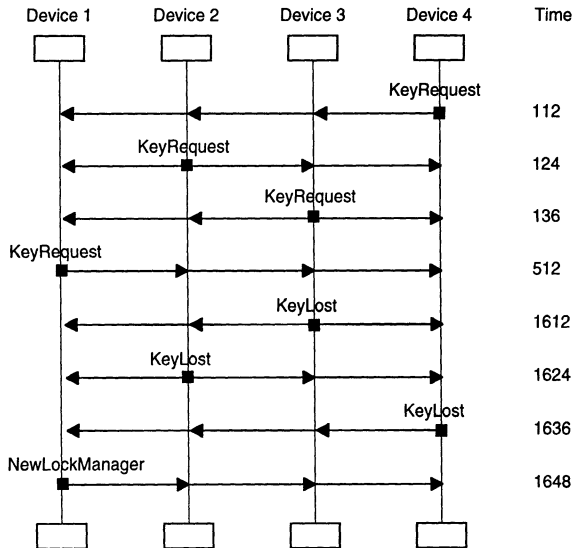 Device 1 Device 2 Device 3 Device 4 Time
KeyRequest
112
KeyRequest
124
KeyRequest
136
KeyRequest
512
KeyLost
1612
KeyLost
1624
KeyLost
1636
NewLockManager
1648